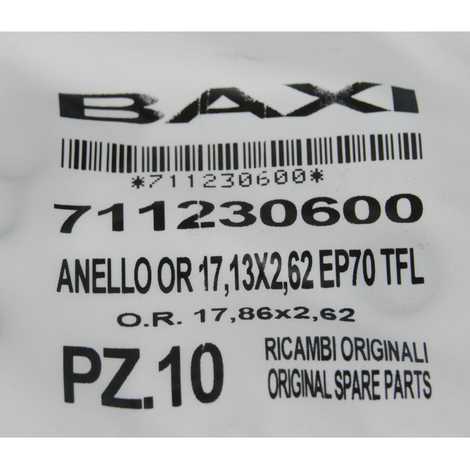 BAXI
*711230600*
711230600
ANELLO OR 17,13X2,62 EP70 TFL
O.R. 17,86x2,62
PZ.10
RICAMBI ORIGINALI
ORIGINAL SPARE PARTS